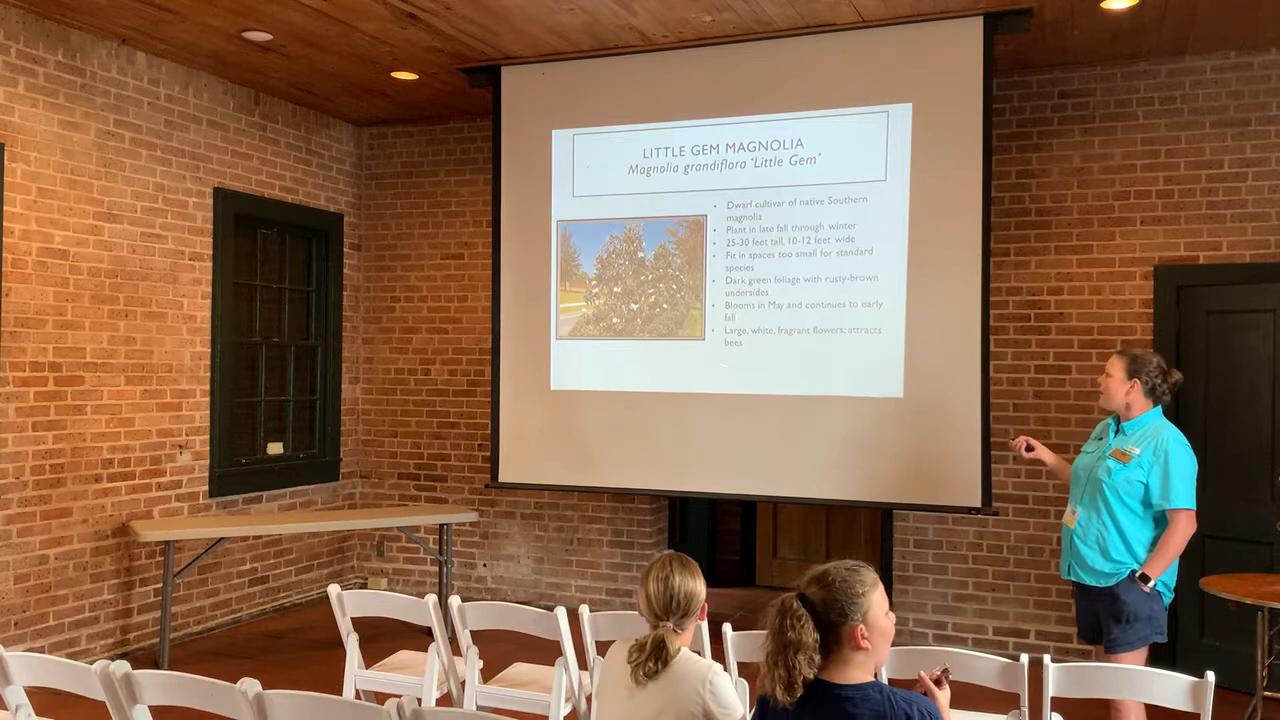 LITTLE GEM MAGNOLIA
Magnolia grandiflora 'Little Gem'
• Dwarf cultivar of native Southern
magnolia
• Plant in late fall through winter
• 25-30 feet tall, 10-12 feet wide
• Fit in spaces too small for standard
species
• Dark green foliage with rusty-brown
undersides
• Blooms in May and continues to early
fall
• Large, white, fragrant flowers; attracts
bees